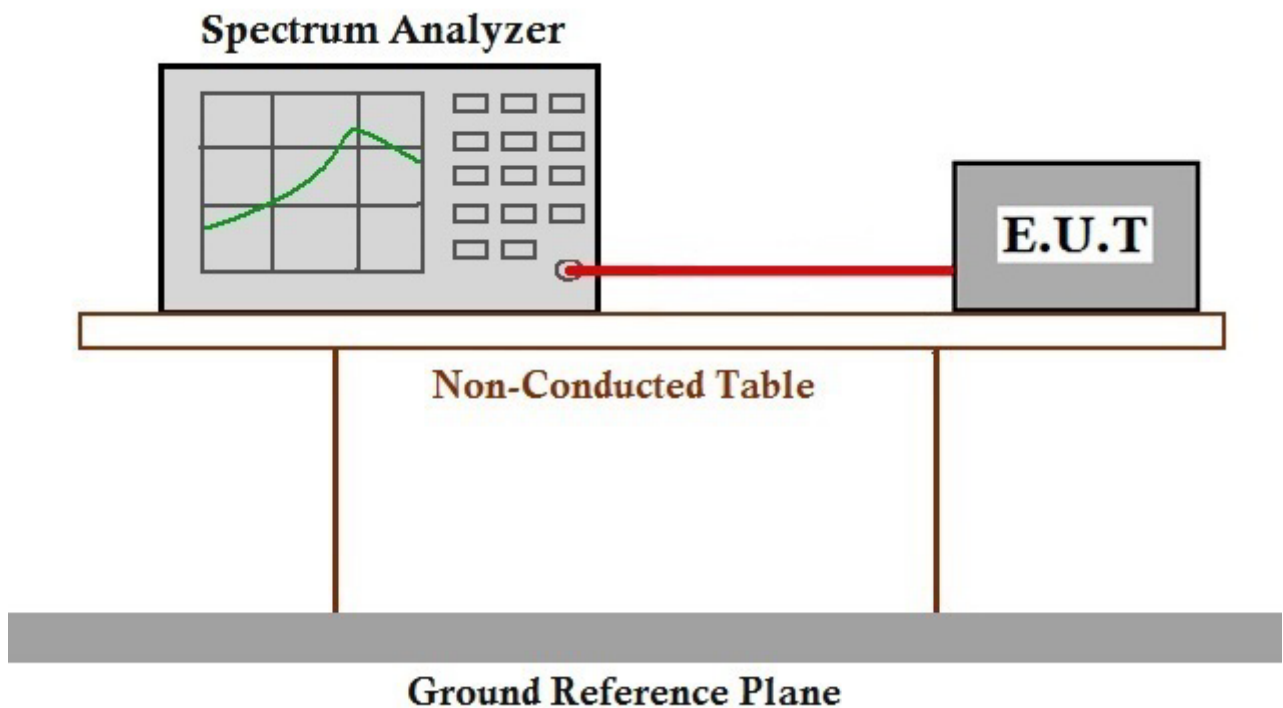 Spectrum Analyzer
E.U.T
Non-Conducted Table
Ground Reference Plane